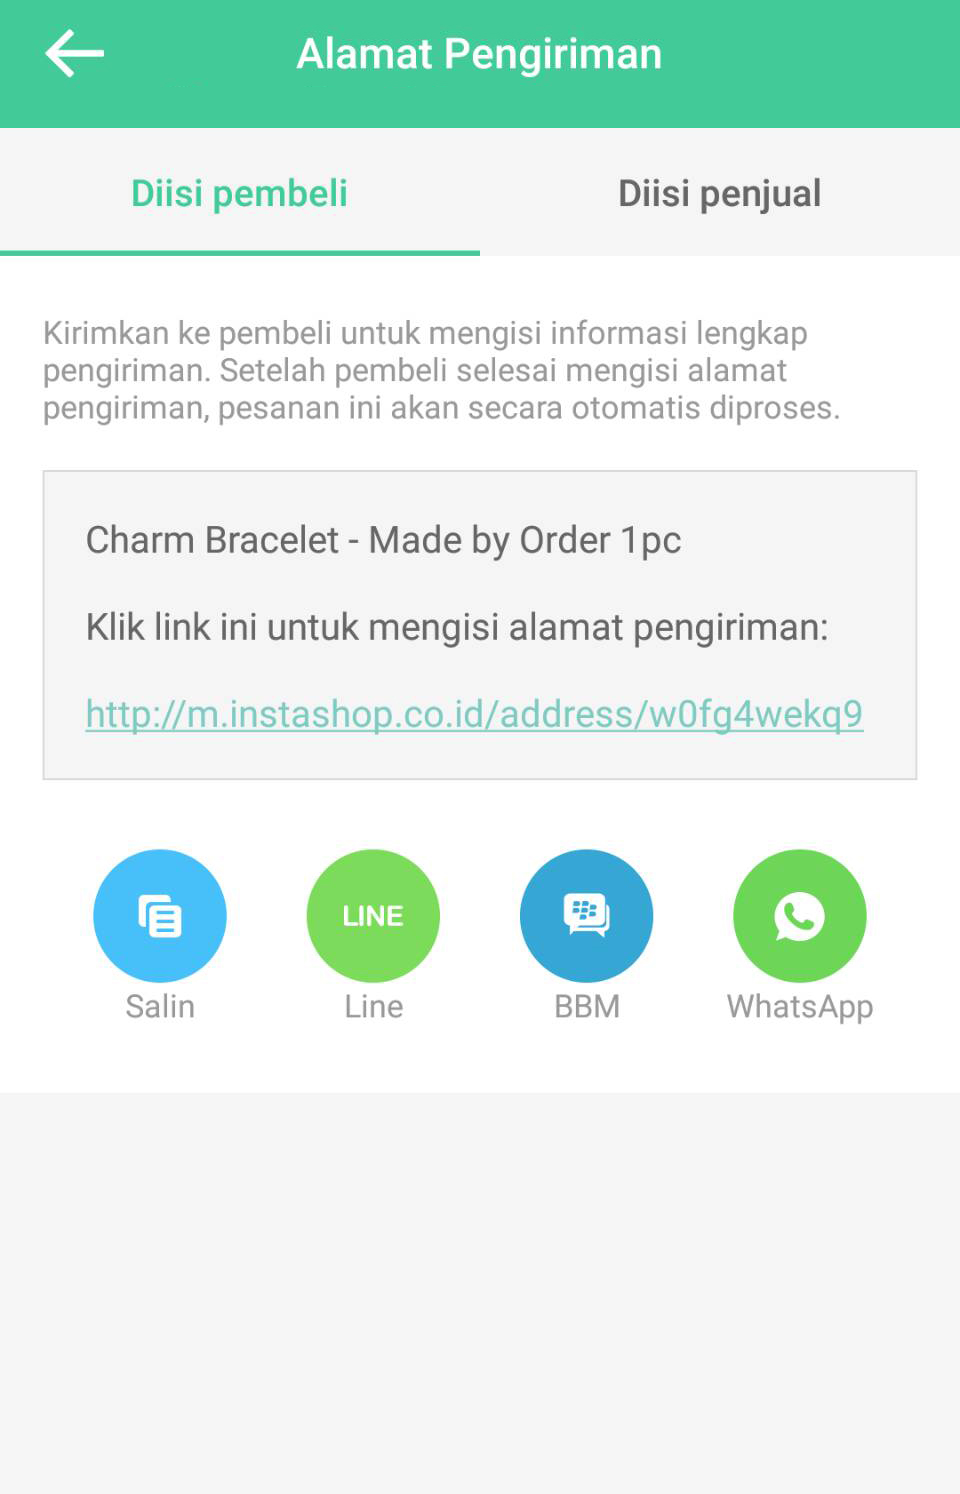 Alamat Pengiriman
Diisi pembeli
Diisi penjual
Kirimkan ke pembeli untuk mengisi informasi lengkap
pengiriman. Setelah pembeli selesai mengisi alamat
pengiriman, pesanan ini akan secara otomatis diproses.
Charm Bracelet - Made by Order 1pc
Klik link ini untuk mengisi alamat pengiriman:
http://m.instashop.co.id/address/w0fg4wekq9
LINE
Salin
Line
BBM
WhatsApp